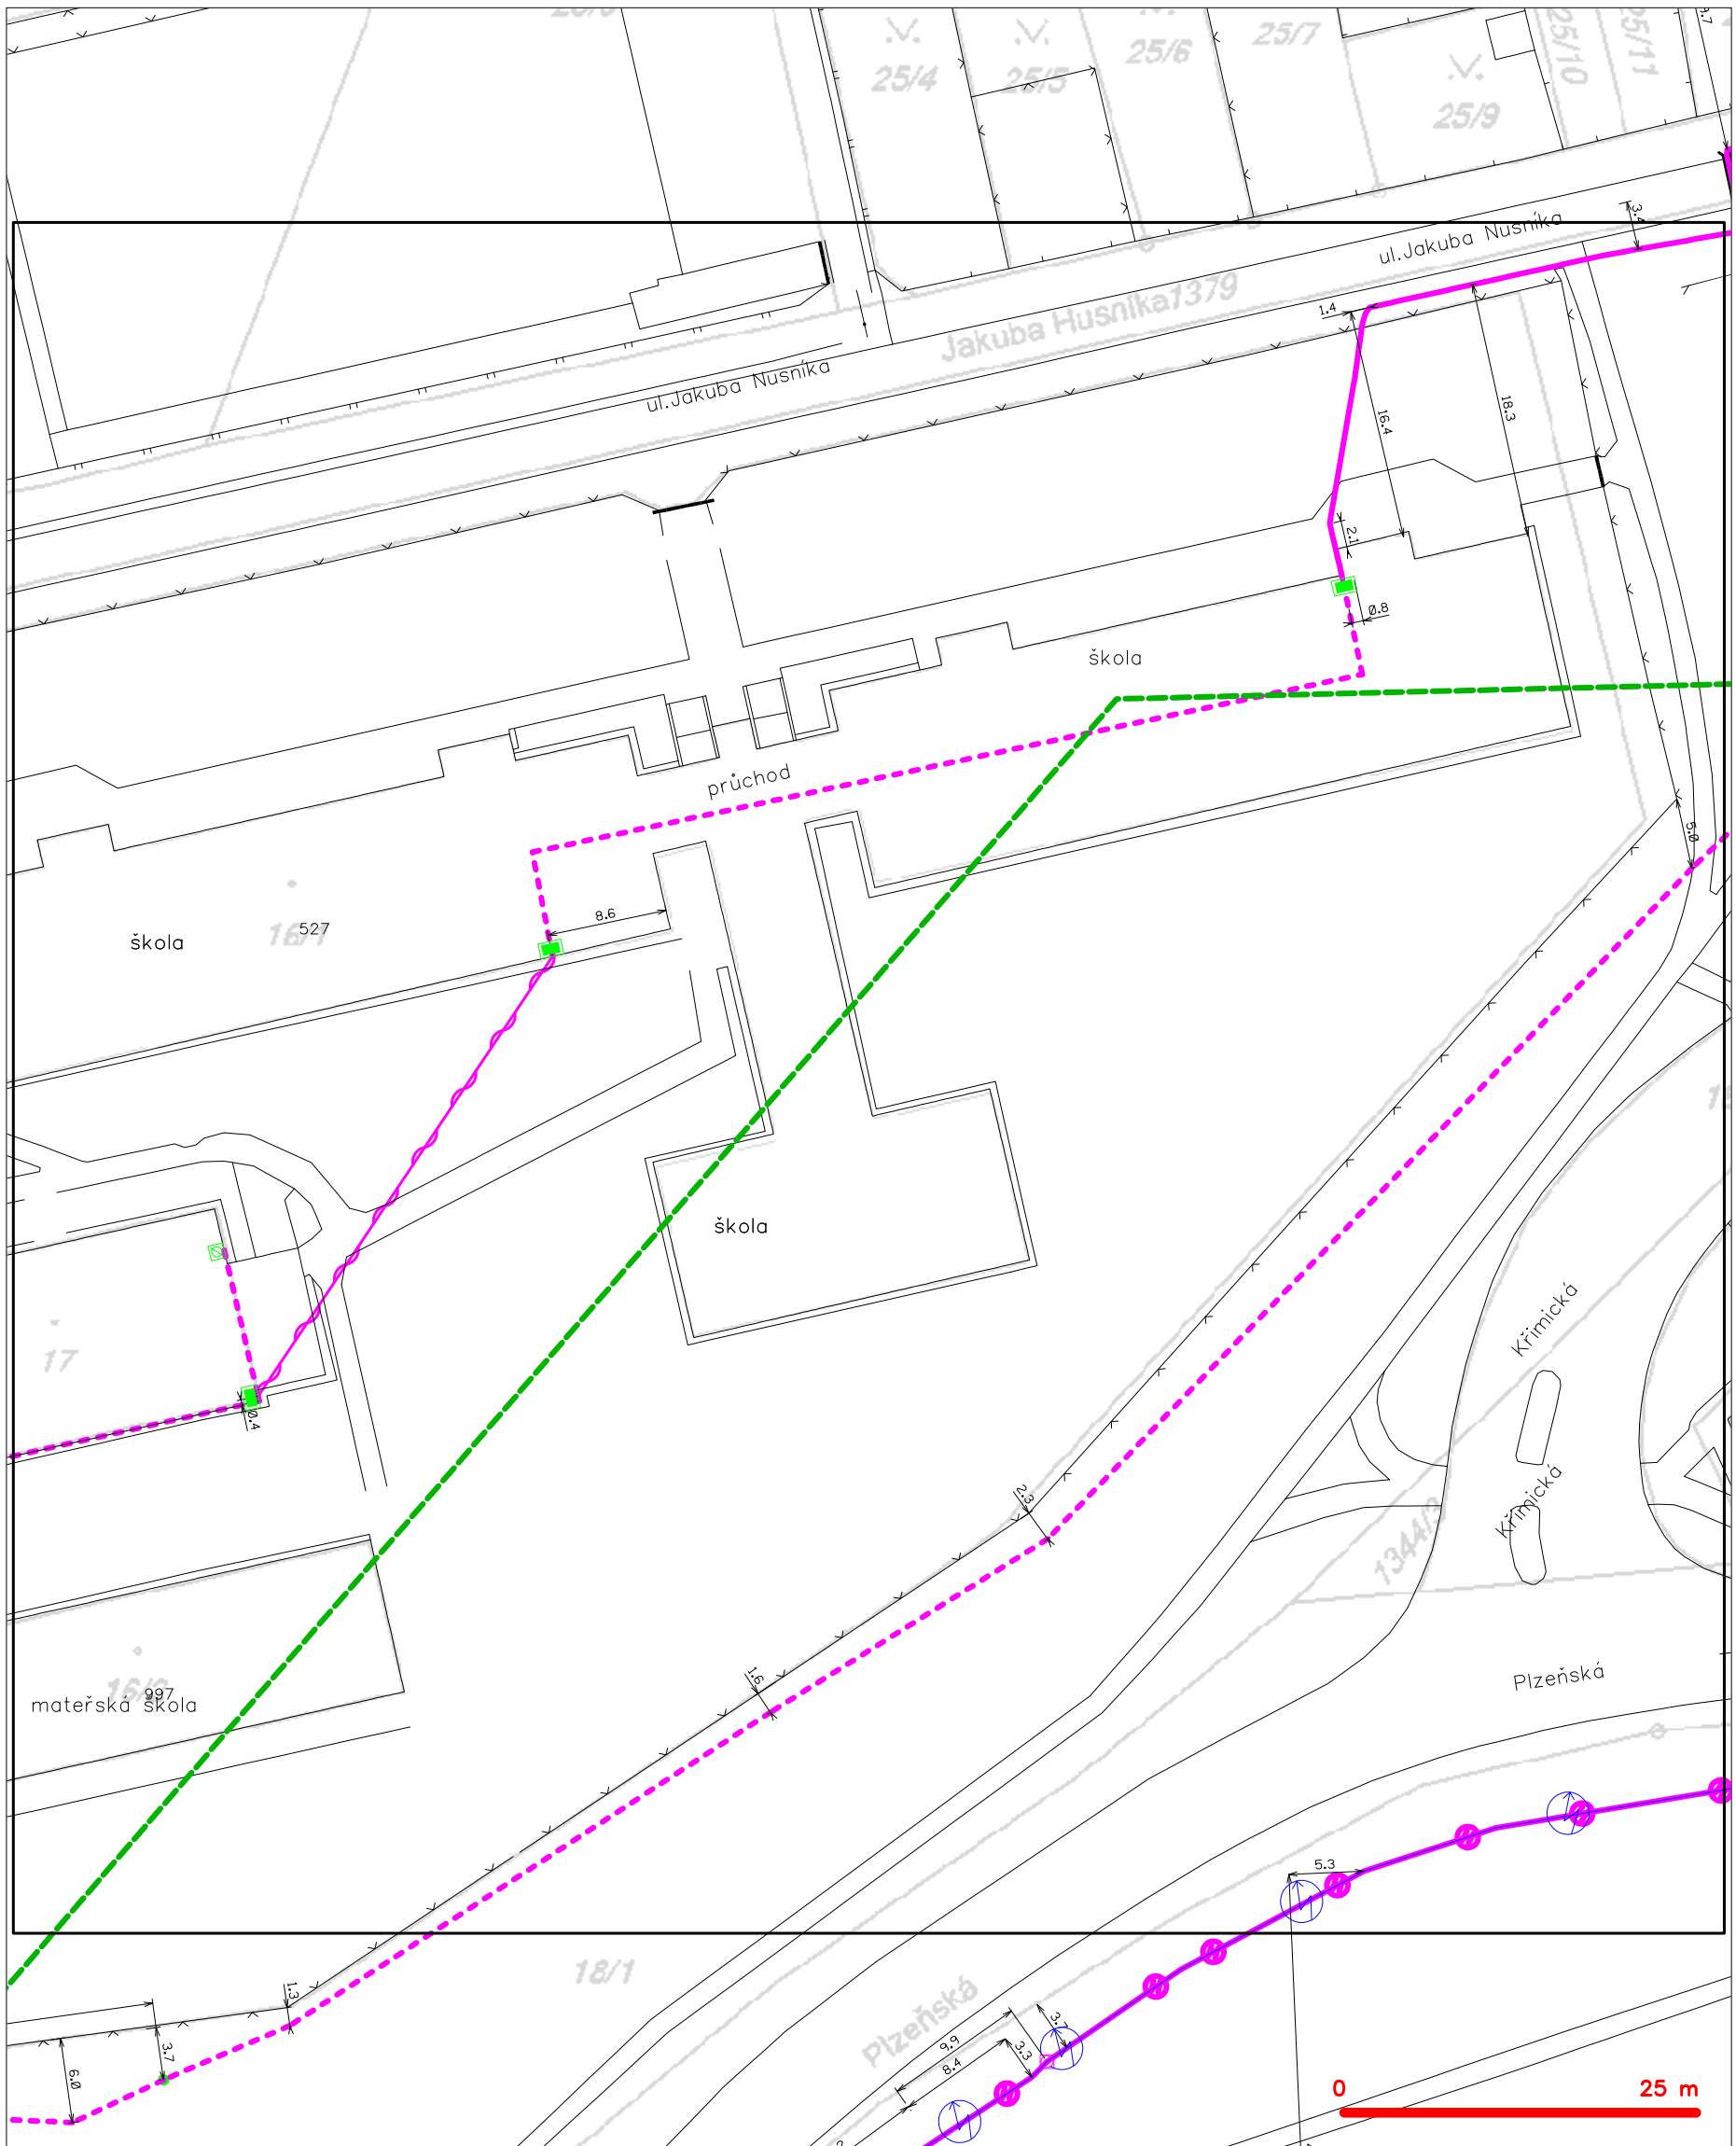 25/4
25/5
25/6
25/7
25/9
25/10
25/11
3.4
ul.Jakuba Nusníka
Jakuba Husníka1379
1.4
ul.Jakuba Nusníka
16.4
18.3
2.1
0.8
škola
průchod
5.0
8.6
527
16/1
škola
škola
17
0.4
Křimická
Křimická
1344/3
2.3
1.6
997
mateřská škola
Plzeňská
5.3
18/1
1.3
3.7
6.0
Plzeňská
9.9
8.4
3.3
3.7
0
25 m